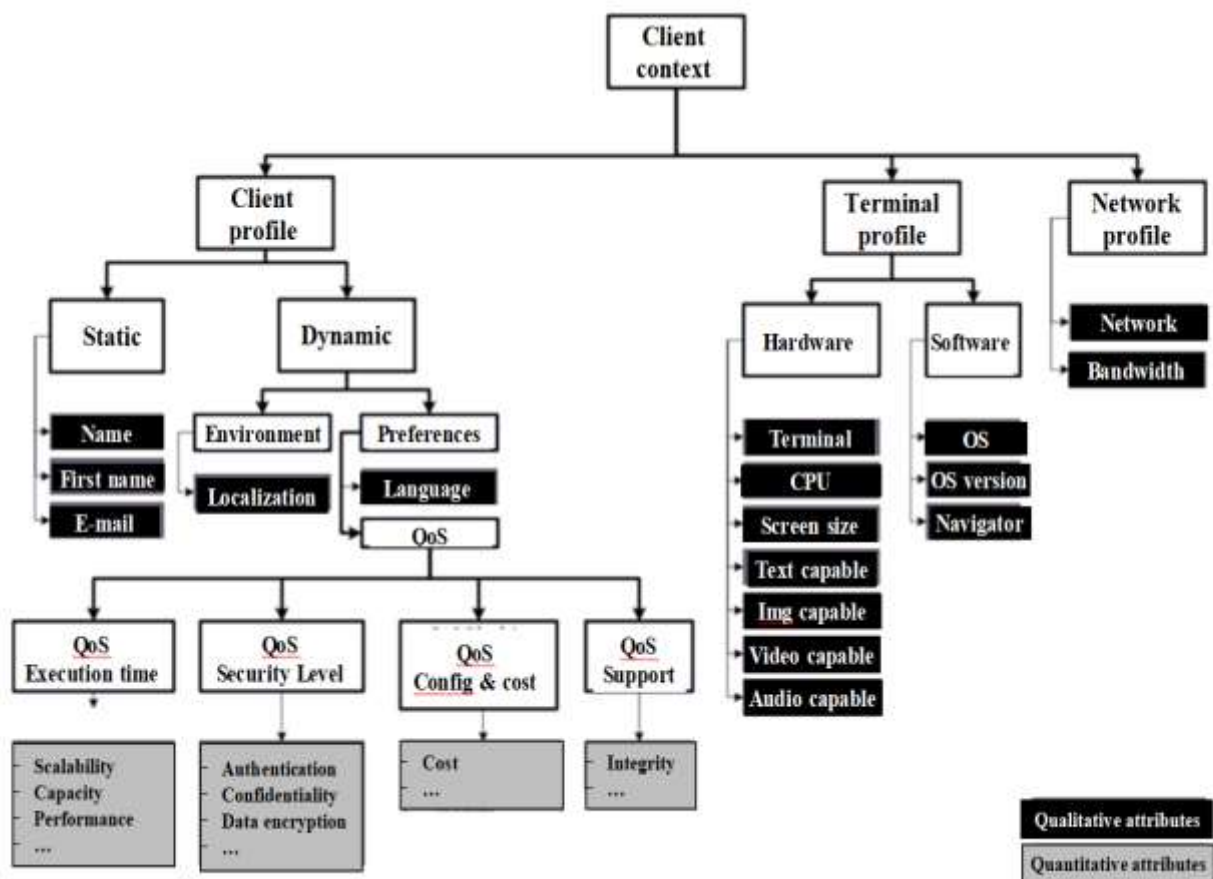 Client
context
Client
profile
Terminal
profile
Network
profile
Static
Dynamic
Hardware
Software
Network
Bandwidth
Name
First name
E-mail
Environment
Localization
Preferences
Language
QoS
Terminal
CPU
Screen size
Text capable
Img capable
Video capable
Audio capable
OS
OS version
Navigator
QoS
Execution time
QoS
Security Level
QoS
Config & cost
QoS
Support
Scalability
Capacity
Performance
...
Authentication
Confidentiality
Data encryption
...
Cost
...
Integrity
...
Qualitative attributes
Quantitative attributes